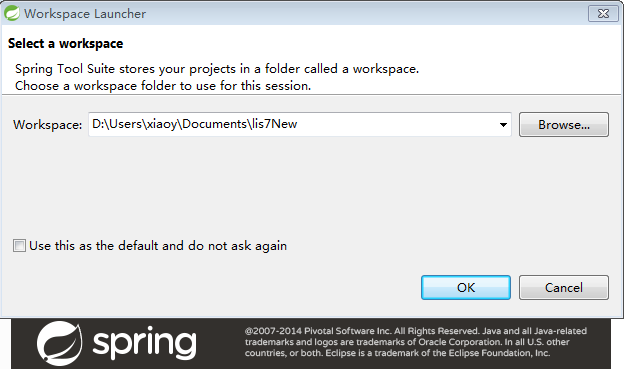 Workspace Launcher
Select a workspace
Spring Tool Suite stores your projects in a folder called a workspace.
Choose a workspace folder to use for this session.
Workspace: D:\Users\xiaoy\Documents\lis7New Browse...
Use this as the default and do not ask again
OK Cancel
spring
©2007-2014 Pivotal Software Inc. All Rights Reserved. Java and all Java-related
trademarks and logos are trademarks of Oracle Corporation. In all U.S. other
countries, or both. Eclipse is a trademark of the Eclipse Foundation, Inc.